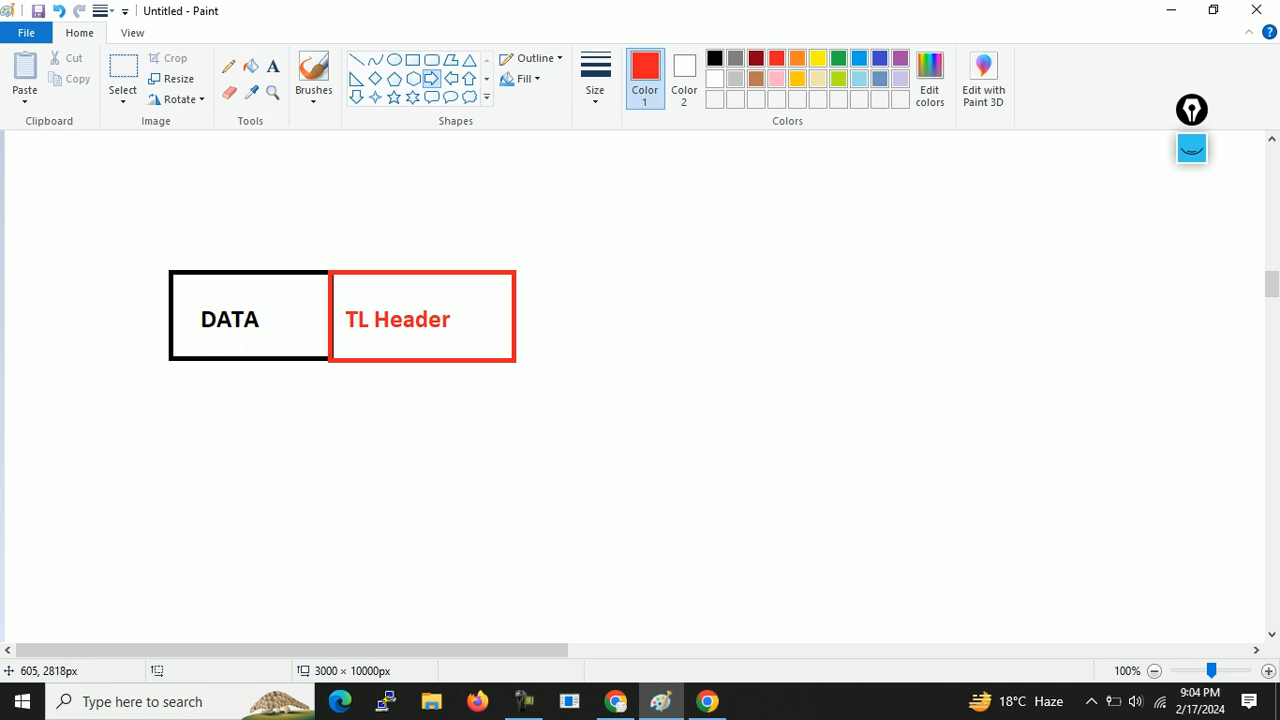 Untitled - Paint
File
Home
View
Paste
Cut
Copy
Clipboard
Select
Crop
Resize
Rotate
Image
Tools
Brushes
Shapes
Outline
Fill
Size
Color 1
Color 2
Edit colors
Colors
Edit with Paint 3D
DATA
TL Header
605, 2818px
3000 × 10000px
100%
Type here to search
18°C Haze
9:04 PM
2/17/2024